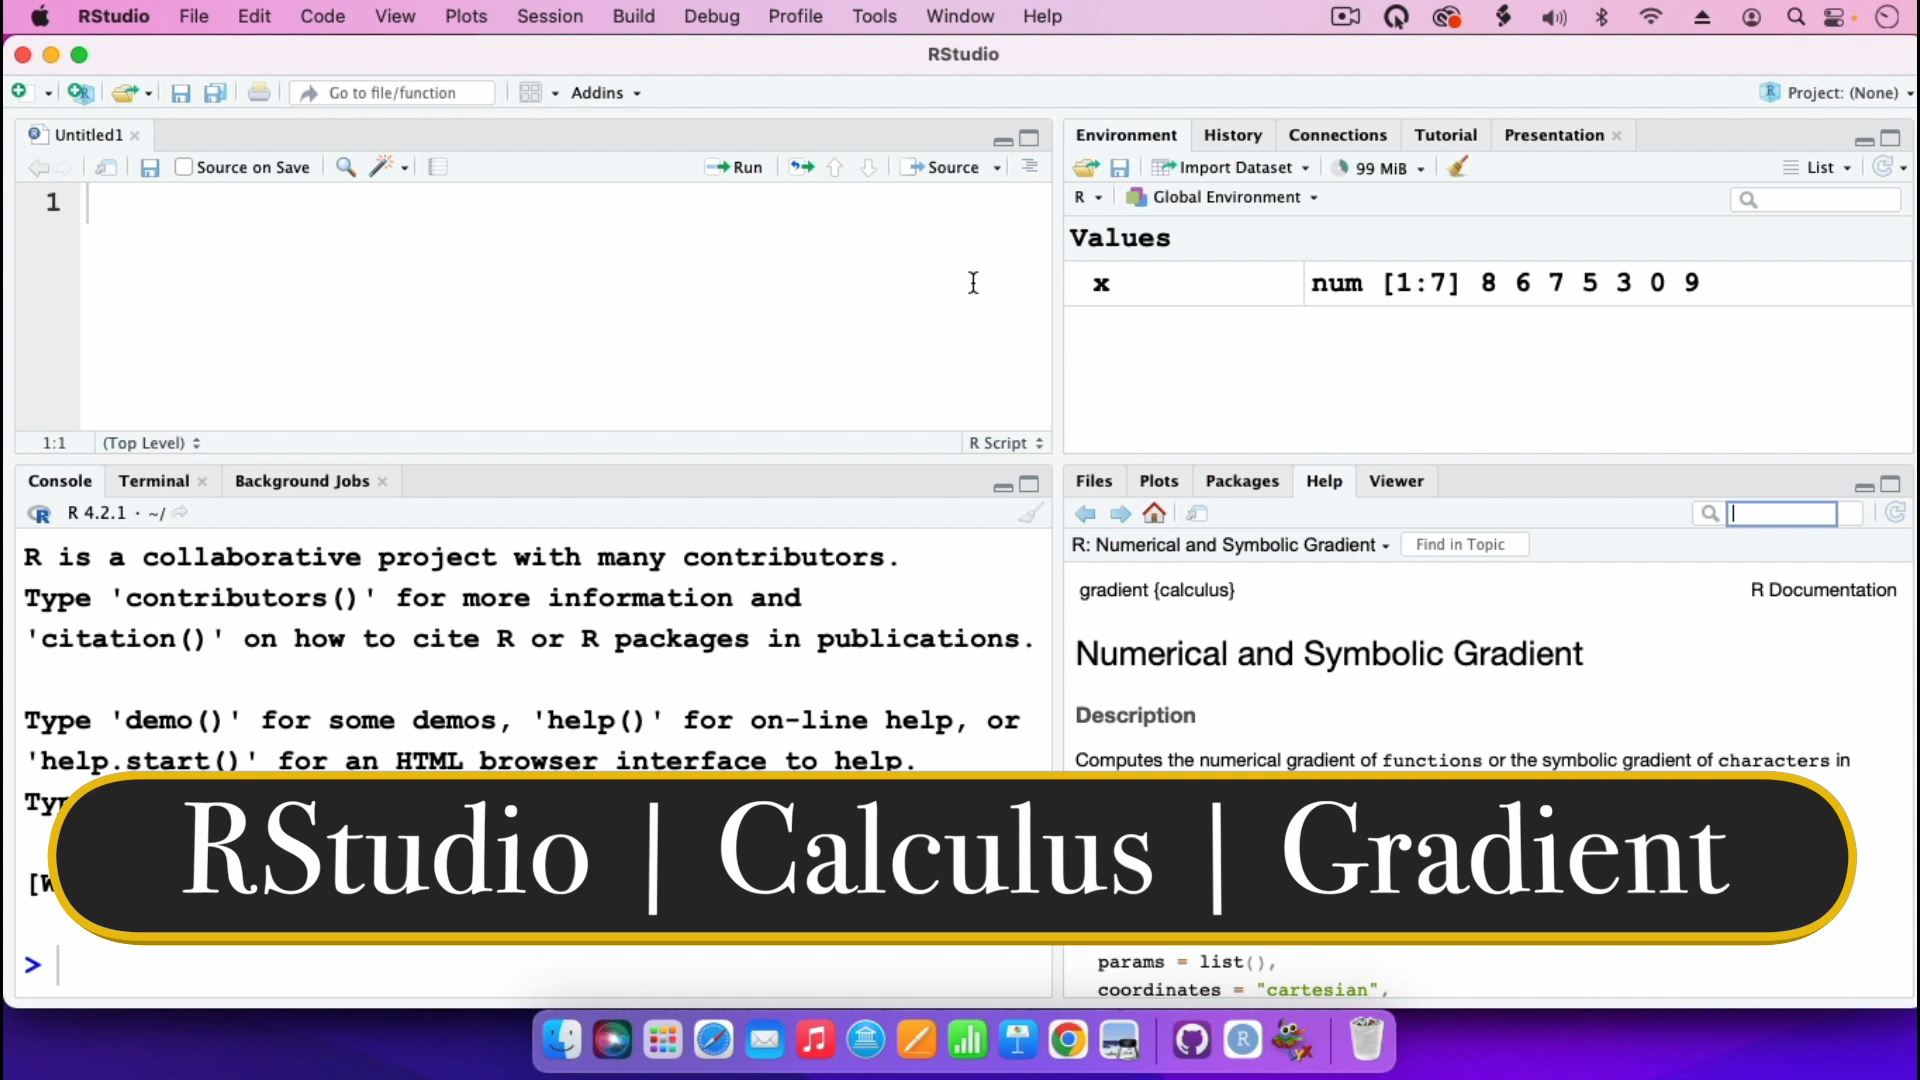 RStudio File Edit Code View Plots Session Build Debug Profile Tools Window Help
RStudio
Go to file/function Addins Project: (None)
Untitled1
Source on Save Run Source
1
1:1 (Top Level) R Script
Environment History Connections Tutorial Presentation
Import Dataset 99 MiB List
R Global Environment
Values
x num [1:7] 8 6 7 5 3 0 9
Console Terminal Background Jobs
R 4.2.1 · ~/
R is a collaborative project with many contributors.
Type 'contributors()' for more information and
'citation()' on how to cite R or R packages in publications.
Type 'demo()' for some demos, 'help()' for on-line help, or
'help.start()' for an HTML browser interface to help.
>
Files Plots Packages Help Viewer
R: Numerical and Symbolic Gradient Find in Topic
gradient {calculus} R Documentation
Numerical and Symbolic Gradient
Description
Computes the numerical gradient of functions or the symbolic gradient of characters in
params = list(),
coordinates = "cartesian",
RStudio | Calculus | Gradient